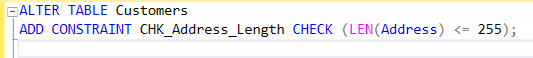 ALTER TABLE Customers
ADD CONSTRAINT CHK_Address_Length CHECK (LEN(Address) <= 255);